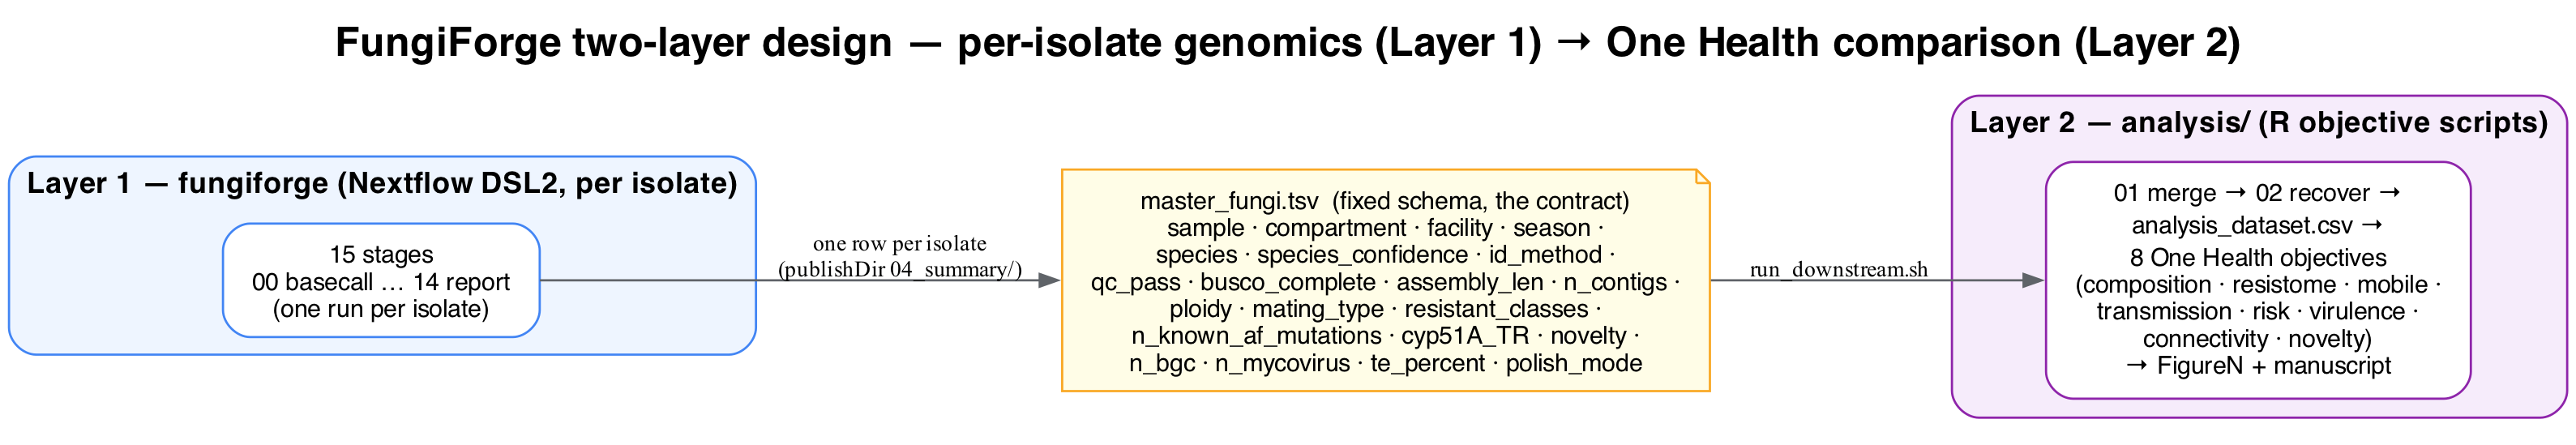 FungiForge two-layer design — per-isolate genomics (Layer 1) → One Health comparison (Layer 2)
Layer 1 — fungiforge (Nextflow DSL2, per isolate)
15 stages
00 basecall … 14 report
(one run per isolate)
one row per isolate
(publishDir 04_summary/)
master_fungi.tsv (fixed schema, the contract)
sample · compartment · facility · season ·
species · species_confidence · id_method ·
qc_pass · busco_complete · assembly_len · n_contigs ·
ploidy · mating_type · resistant_classes ·
n_known_af_mutations · cyp51A_TR · novelty ·
n_bgc · n_mycovirus · te_percent · polish_mode
run_downstream.sh
Layer 2 — analysis/ (R objective scripts)
01 merge → 02 recover →
analysis_dataset.csv →
8 One Health objectives
(composition · resistome · mobile ·
transmission · risk · virulence ·
connectivity · novelty)
→ FigureN + manuscript